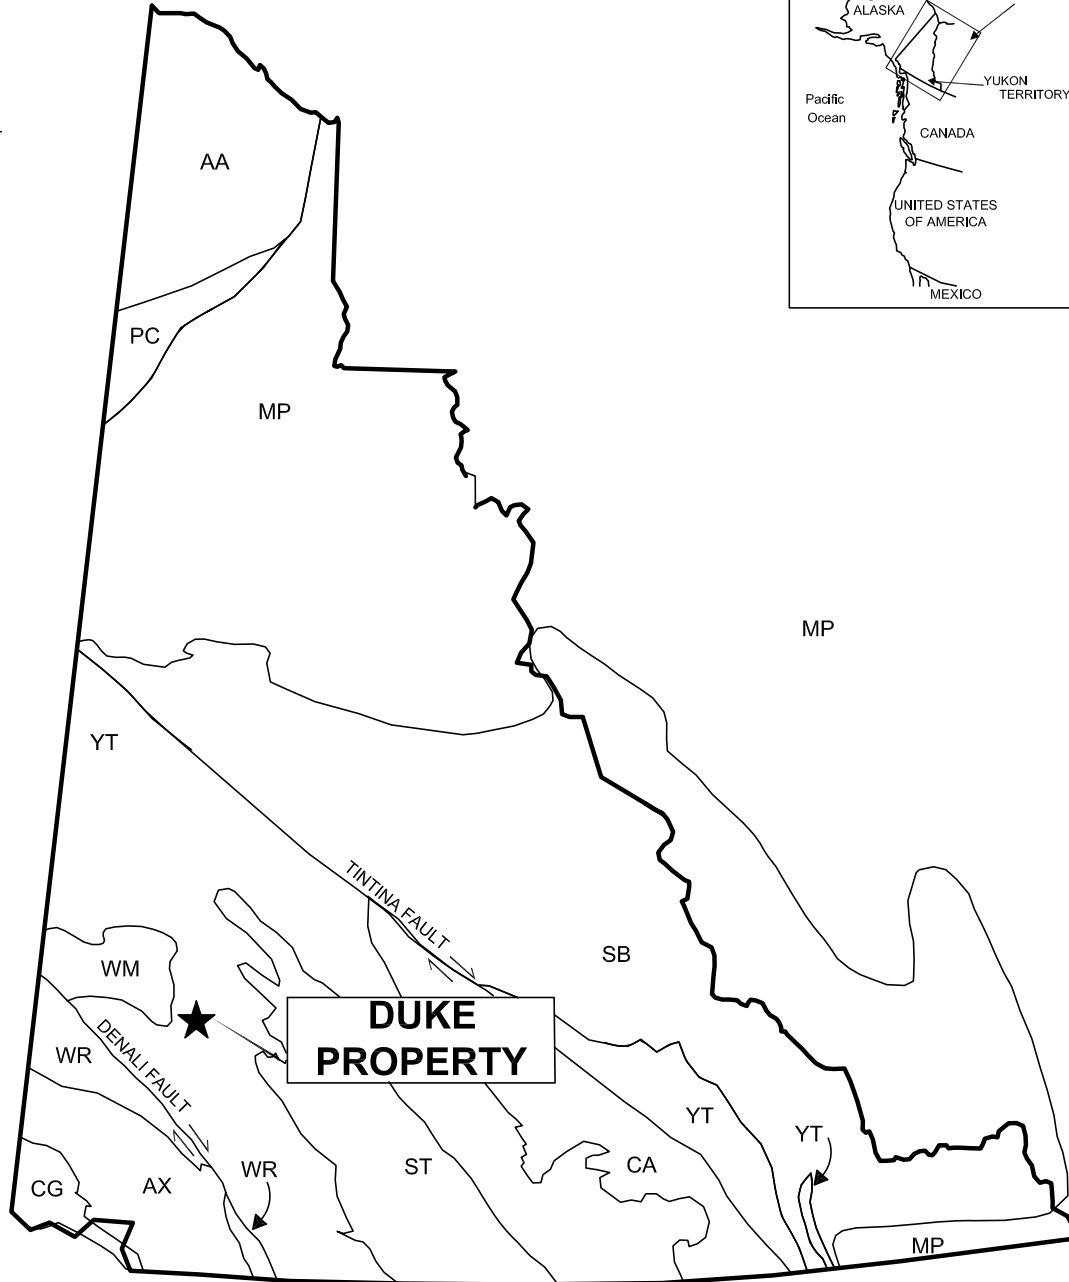 ALASKA
YUKON
TERRITORY
Pacific
Ocean
CANADA
UNITED STATES
OF AMERICA
MEXICO
AA
PC
MP
MP
YT
TINTINA FAULT
SB
WM
DUKE
PROPERTY
DENALI FAULT
WR
YT
YT
ST
CA
WR
AX
CG
MP